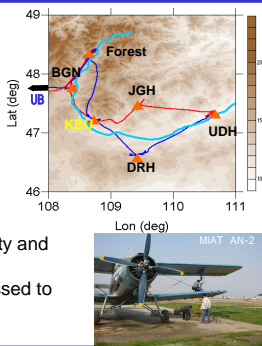 49
Forest
48
BGN
UB
JGH
Lat (deg)
KBU
47
UDH
DRH
46
108 109 110 111
Lon (deg)
ty and
MIAT AN-2
sed to